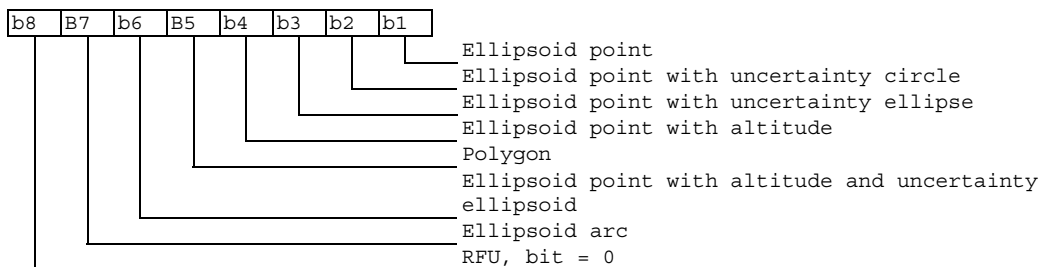 b8 B7 b6 B5 b4 b3 b2 b1
Ellipsoid point
Ellipsoid point with uncertainty circle
Ellipsoid point with uncertainty ellipse
Ellipsoid point with altitude
Polygon
Ellipsoid point with altitude and uncertainty
ellipsoid
Ellipsoid arc
RFU, bit = 0